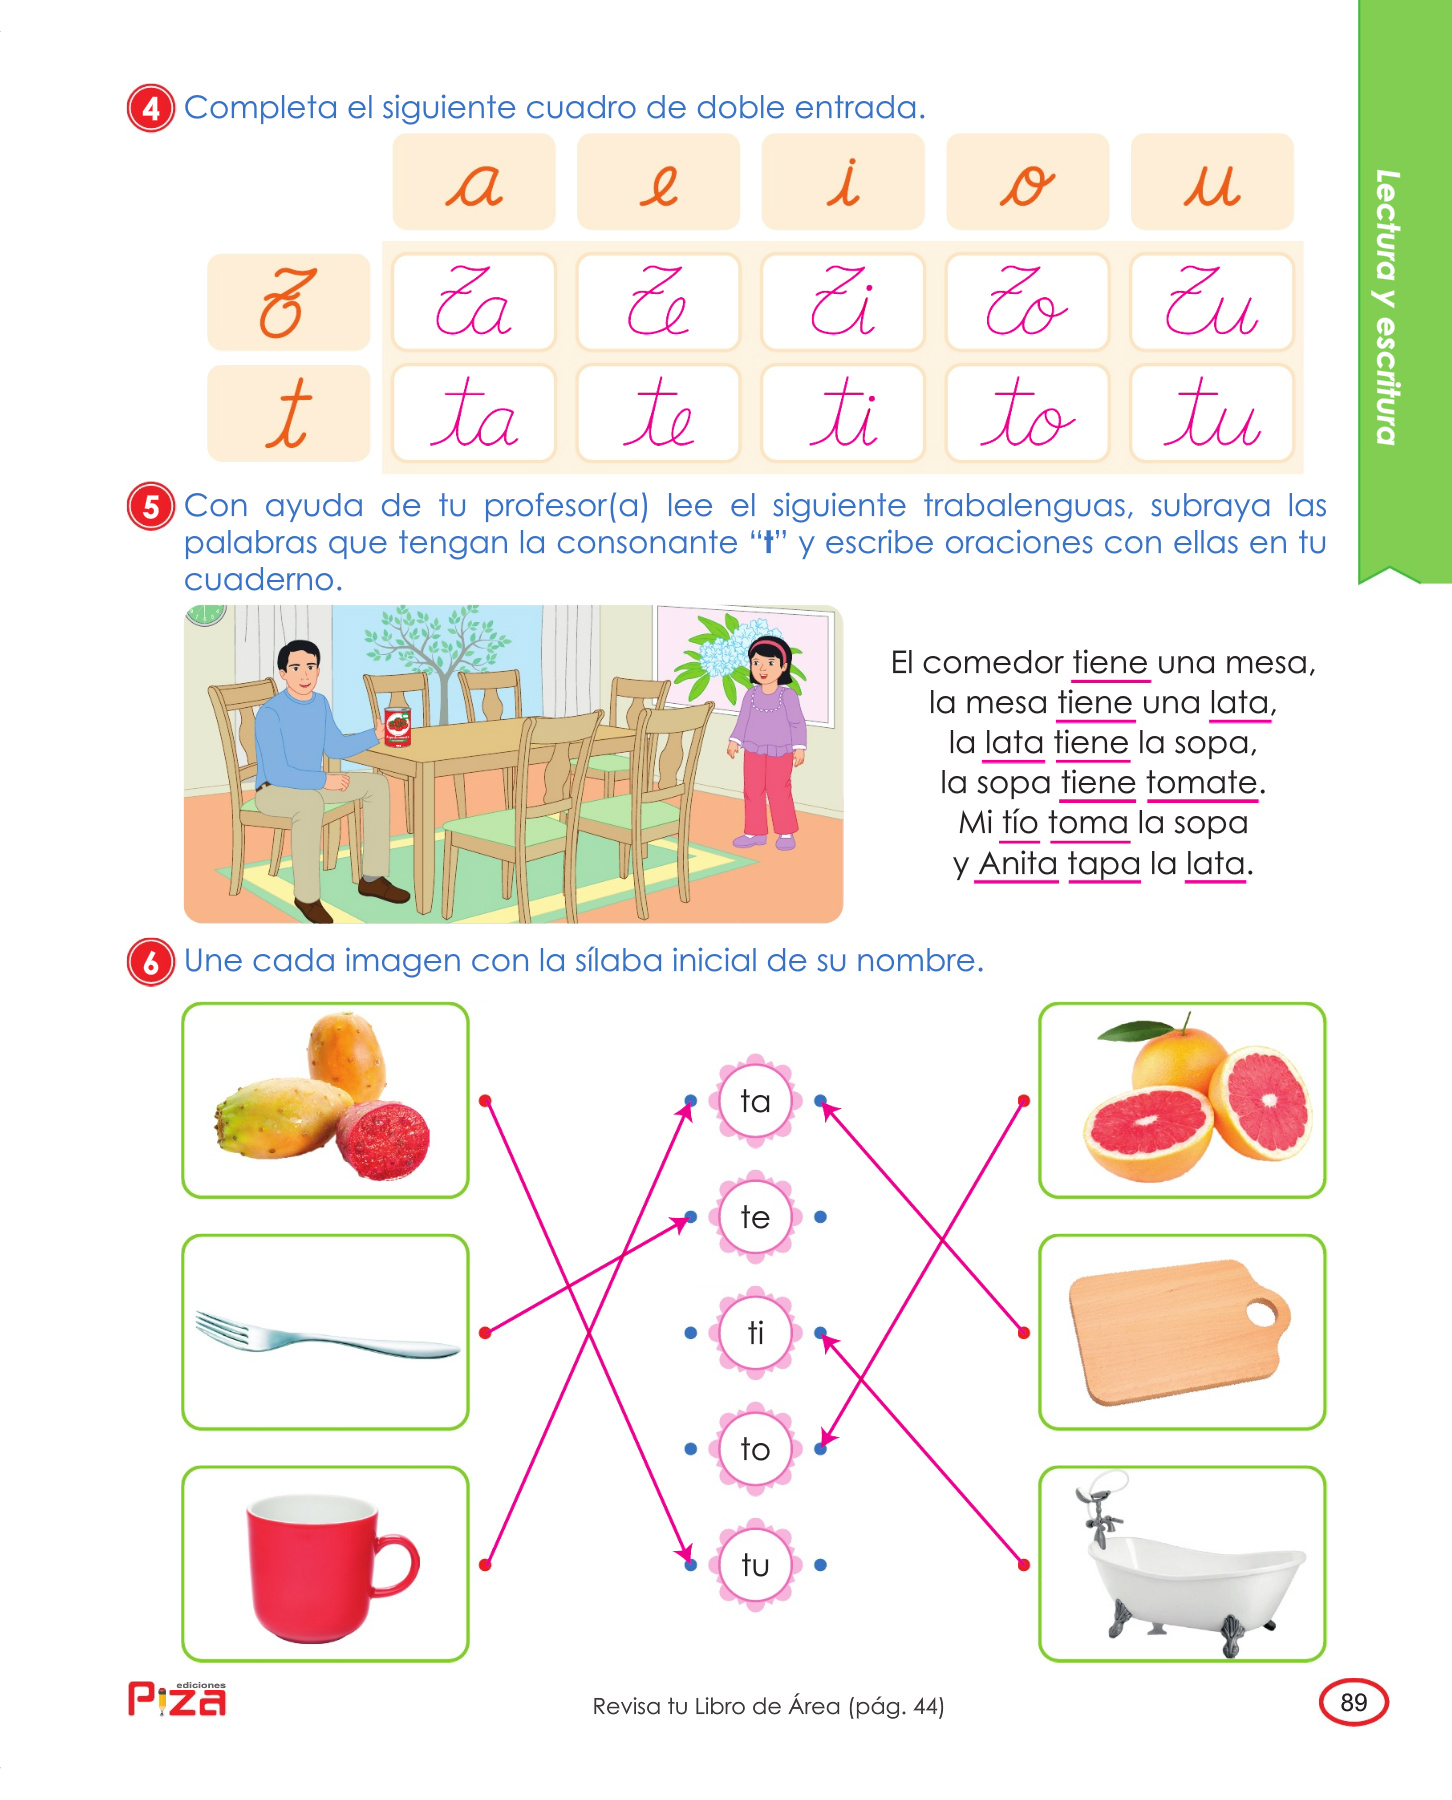 4 Completa el siguiente cuadro de doble entrada.
a e i o u
T Ta Te Ti To Tu
t ta te ti to tu
5 Con ayuda de tu profesor(a) lee el siguiente trabalenguas, subraya las
palabras que tengan la consonante “t” y escribe oraciones con ellas en tu
cuaderno.
El comedor tiene una mesa,
la mesa tiene una lata,
la lata tiene la sopa,
la sopa tiene tomate.
Mi tío toma la sopa
y Anita tapa la lata.
6 Une cada imagen con la sílaba inicial de su nombre.
ta
te
ti
to
tu
ediciones
Piza
Revisa tu Libro de Área (pág. 44)
89
Lectura y escritura